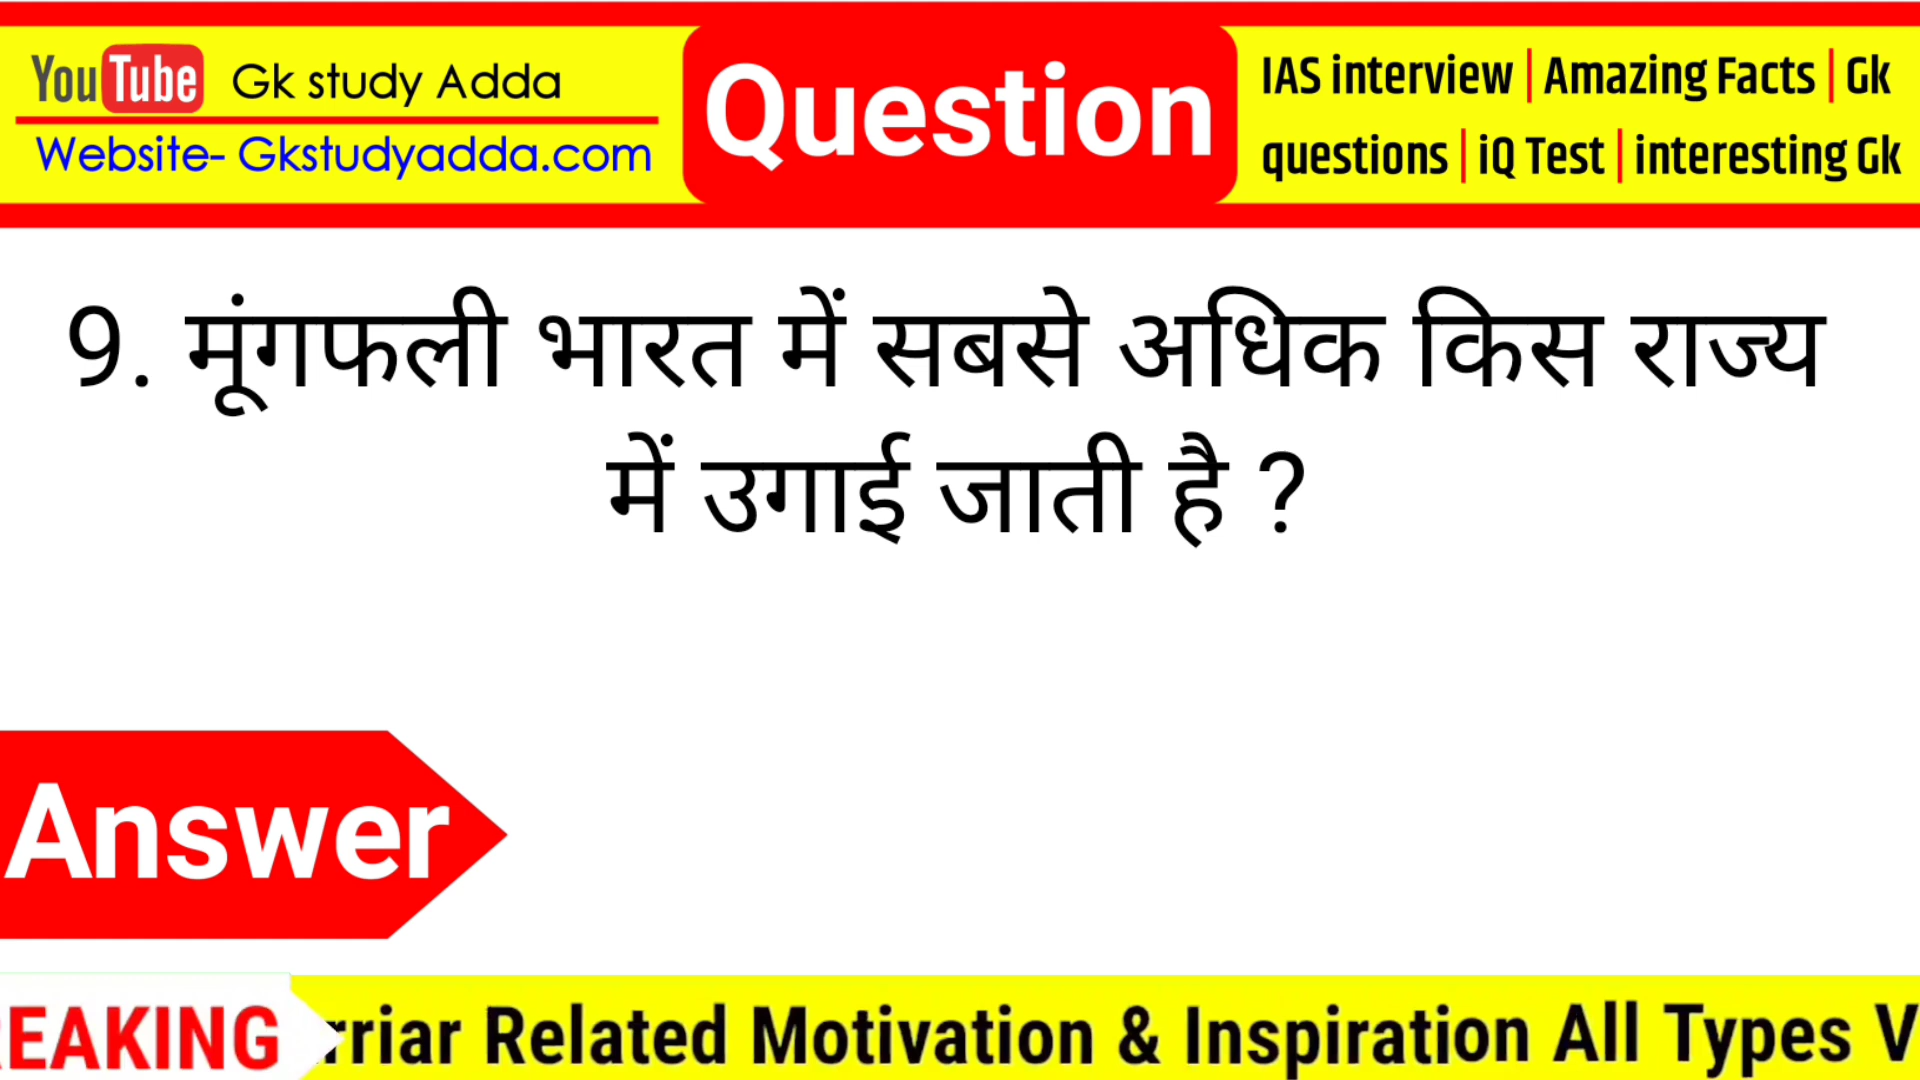 YouTube Gk study Adda
Website- Gkstudyadda.com
Question
IAS interview | Amazing Facts | Gk
questions | iQ Test | interesting Gk
9. मूंगफली भारत में सबसे अधिक किस राज्य
में उगाई जाती है ?
Answer
REAKING rriar Related Motivation & Inspiration All Types V